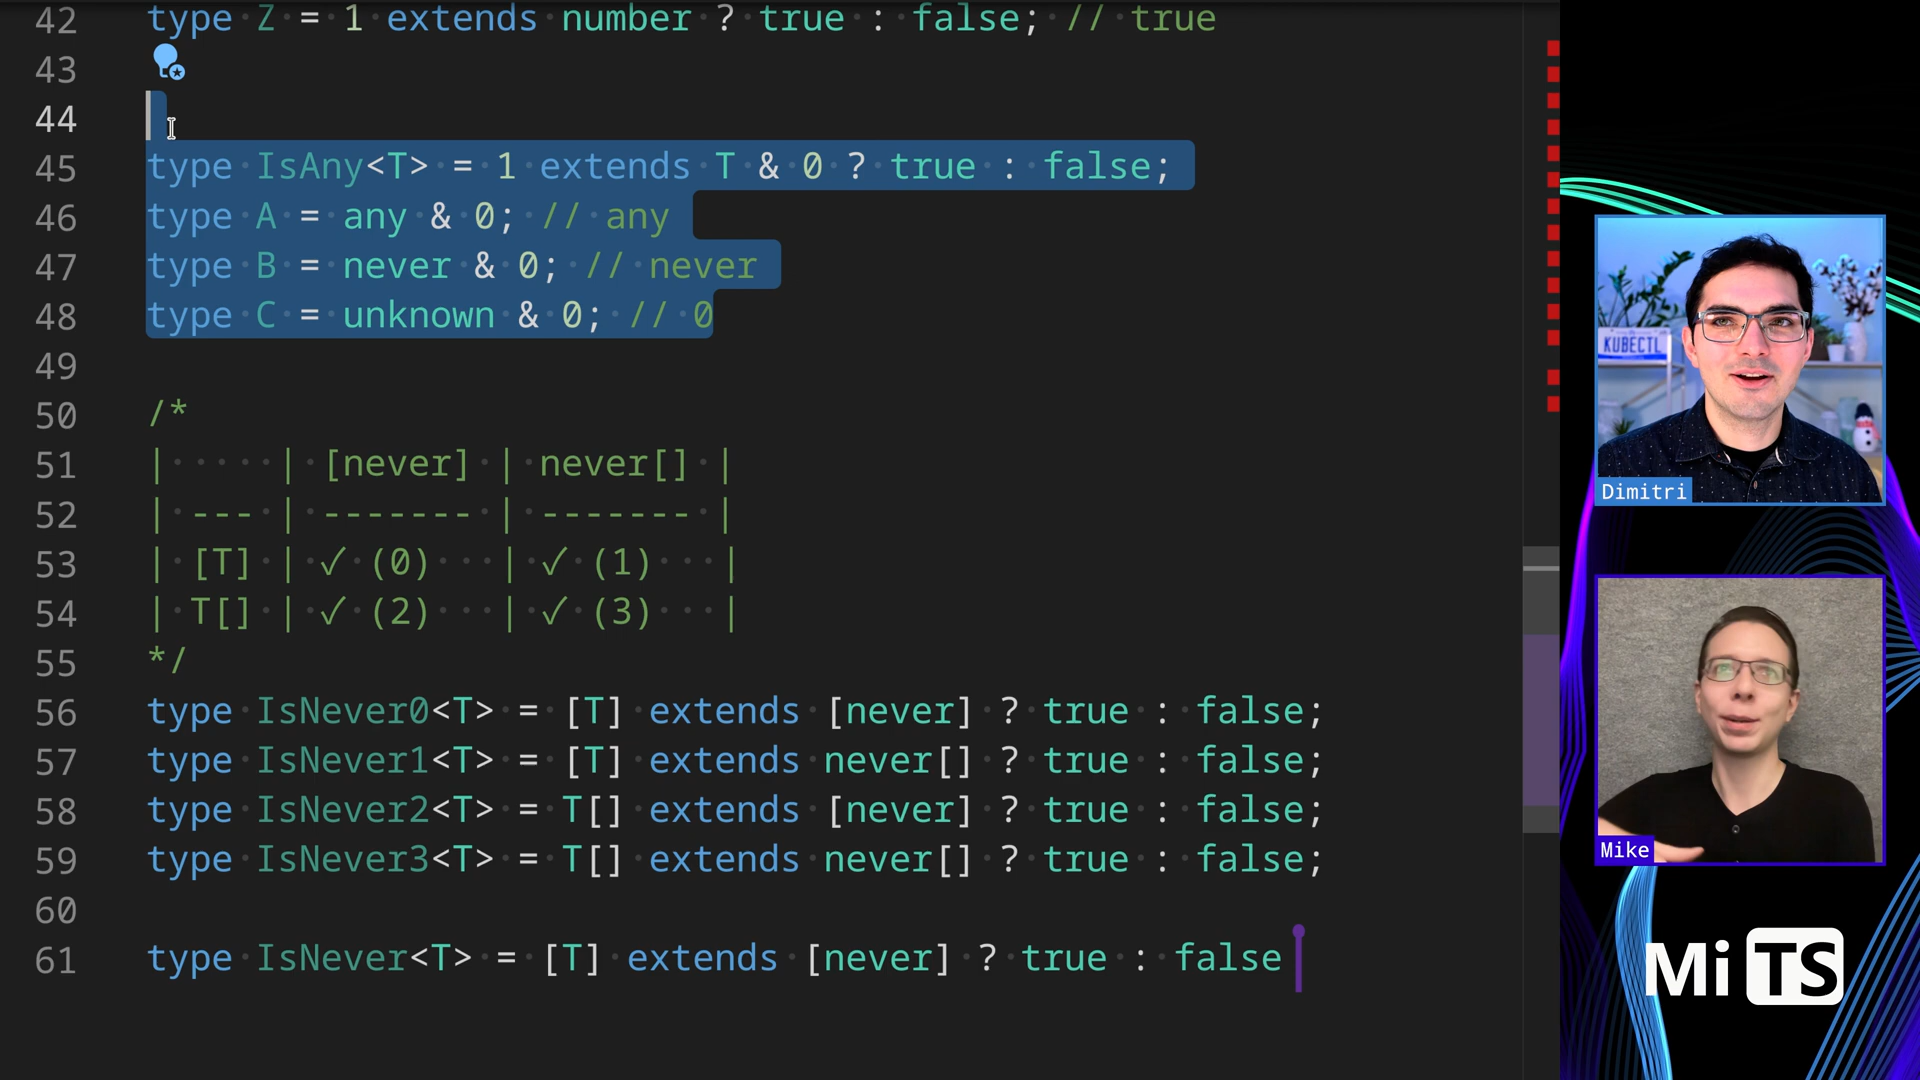 42 type Z = 1 extends number ? true : false; // true
43
44
45 type IsAny<T> = 1 extends T & 0 ? true : false;
46 type A = any & 0; // any
47 type B = never & 0; // never
48 type C = unknown & 0; // 0
49
50 /*
51 |·····|·[never]·|·never[]·|
52 |·---·|·-------·|·-------·|
53 |·[T]·|·✓·(0)···|·✓·(1)···|
54 |·T[]·|·✓·(2)···|·✓·(3)···|
55 */
56 type IsNever0<T> = [T] extends [never] ? true : false;
57 type IsNever1<T> = [T] extends never[] ? true : false;
58 type IsNever2<T> = T[] extends [never] ? true : false;
59 type IsNever3<T> = T[] extends never[] ? true : false;
60
61 type IsNever<T> = [T] extends [never] ? true : false
KUBECTL
Dimitri
Mike
Mi TS